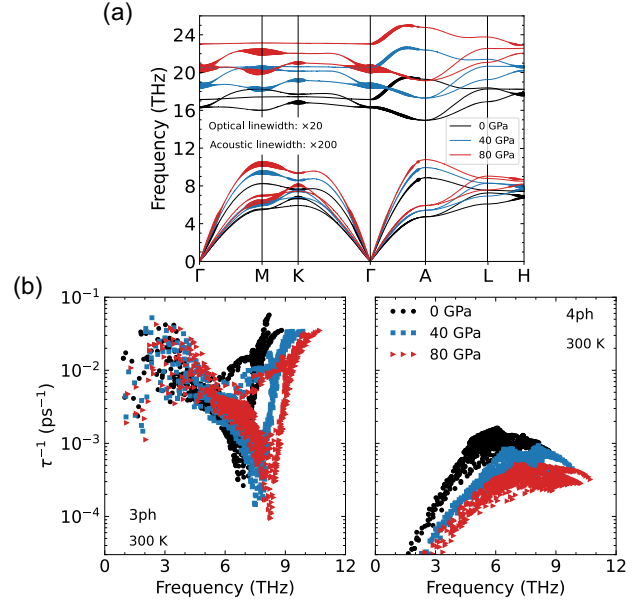 (a)
Frequency (THz)
24
20
16
12
8
4
0
Optical linewidth: ×20
Acoustic linewidth: ×200
0 GPa
40 GPa
80 GPa
Γ M K Γ A L H
(b)
τ⁻¹ (ps⁻¹)
10⁻¹
10⁻²
10⁻³
10⁻⁴
3ph
300 K
0 3 6 9 12
Frequency (THz)
0 GPa
40 GPa
80 GPa
4ph
300 K
0 3 6 9 12
Frequency (THz)